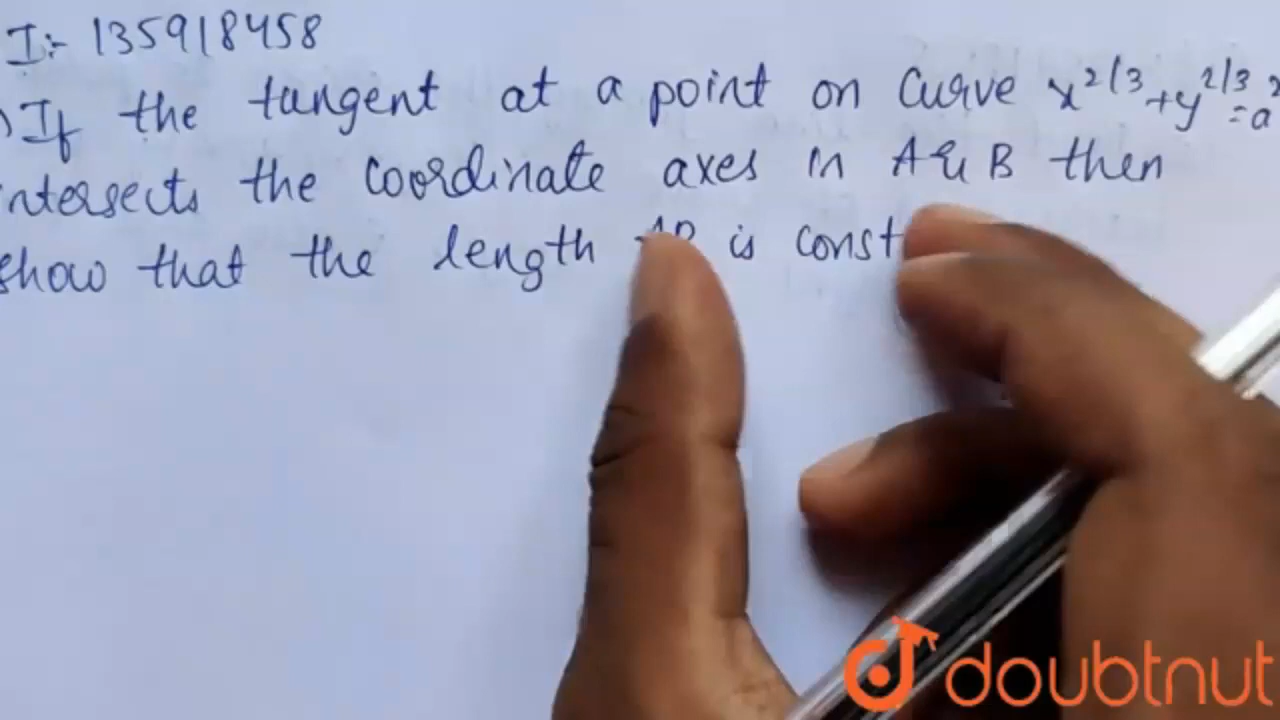 I:- 135918458
If the tangent at a point on curve x^2/3 + y^2/3 = a
intersects the coordinate axes in A & B then
show that the length AB is const
doubtnut